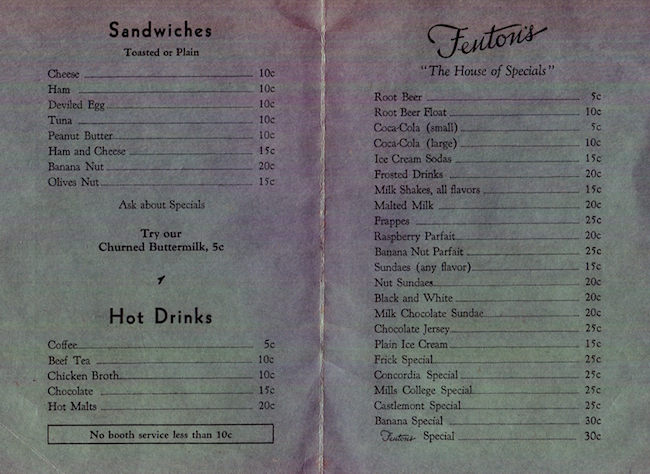 Sandwiches
Toasted or Plain
Cheese 10c
Ham 10c
Deviled Egg 10c
Tuna 10c
Peanut Butter 10c
Ham and Cheese 15c
Banana Nut 20c
Olives Nut 15c
Ask about Specials
Try our
Churned Buttermilk, 5c
Hot Drinks
Coffee 5c
Beef Tea 10c
Chicken Broth 10c
Chocolate 15c
Hot Malts 20c
No booth service less than 10c
Fenton's
"The House of Specials"
Root Beer 5c
Root Beer Float 10c
Coca-Cola (small) 5c
Coca-Cola (large) 10c
Ice Cream Sodas 15c
Frosted Drinks 20c
Milk Shakes, all flavors 15c
Malted Milk 20c
Frappes 25c
Raspberry Parfait 20c
Banana Nut Parfait 25c
Sundaes (any flavor) 15c
Nut Sundaes 20c
Black and White 20c
Milk Chocolate Sundae 20c
Chocolate Jersey 25c
Plain Ice Cream 15c
Frick Special 25c
Concordia Special 25c
Mills College Special 25c
Castlemont Special 25c
Banana Special 30c
Fentons Special 30c